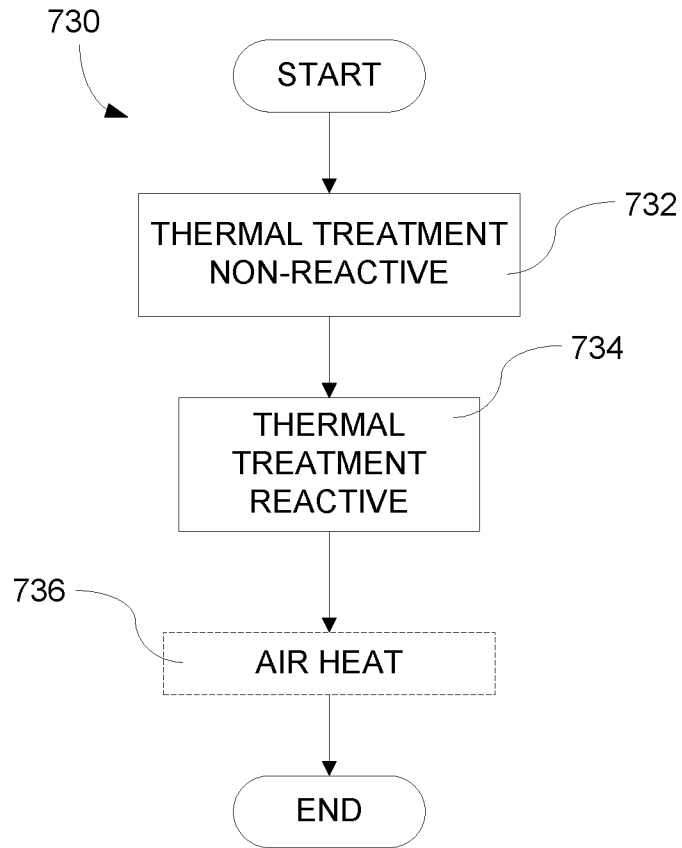 730
START
THERMAL TREATMENT
NON-REACTIVE
732
734
THERMAL
TREATMENT
REACTIVE
736
AIR HEAT
END